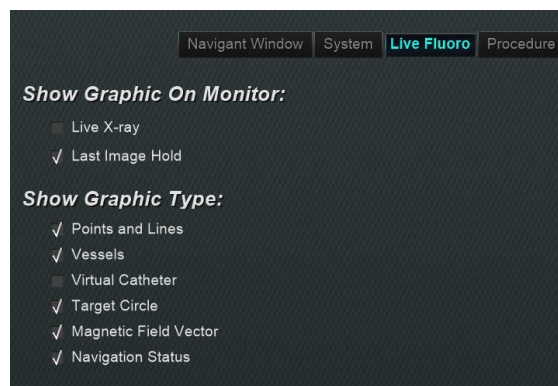 Navigant Window System Live Fluoro Procedure
Show Graphic On Monitor:
Live X-ray
Last Image Hold
Show Graphic Type:
Points and Lines
Vessels
Virtual Catheter
Target Circle
Magnetic Field Vector
Navigation Status